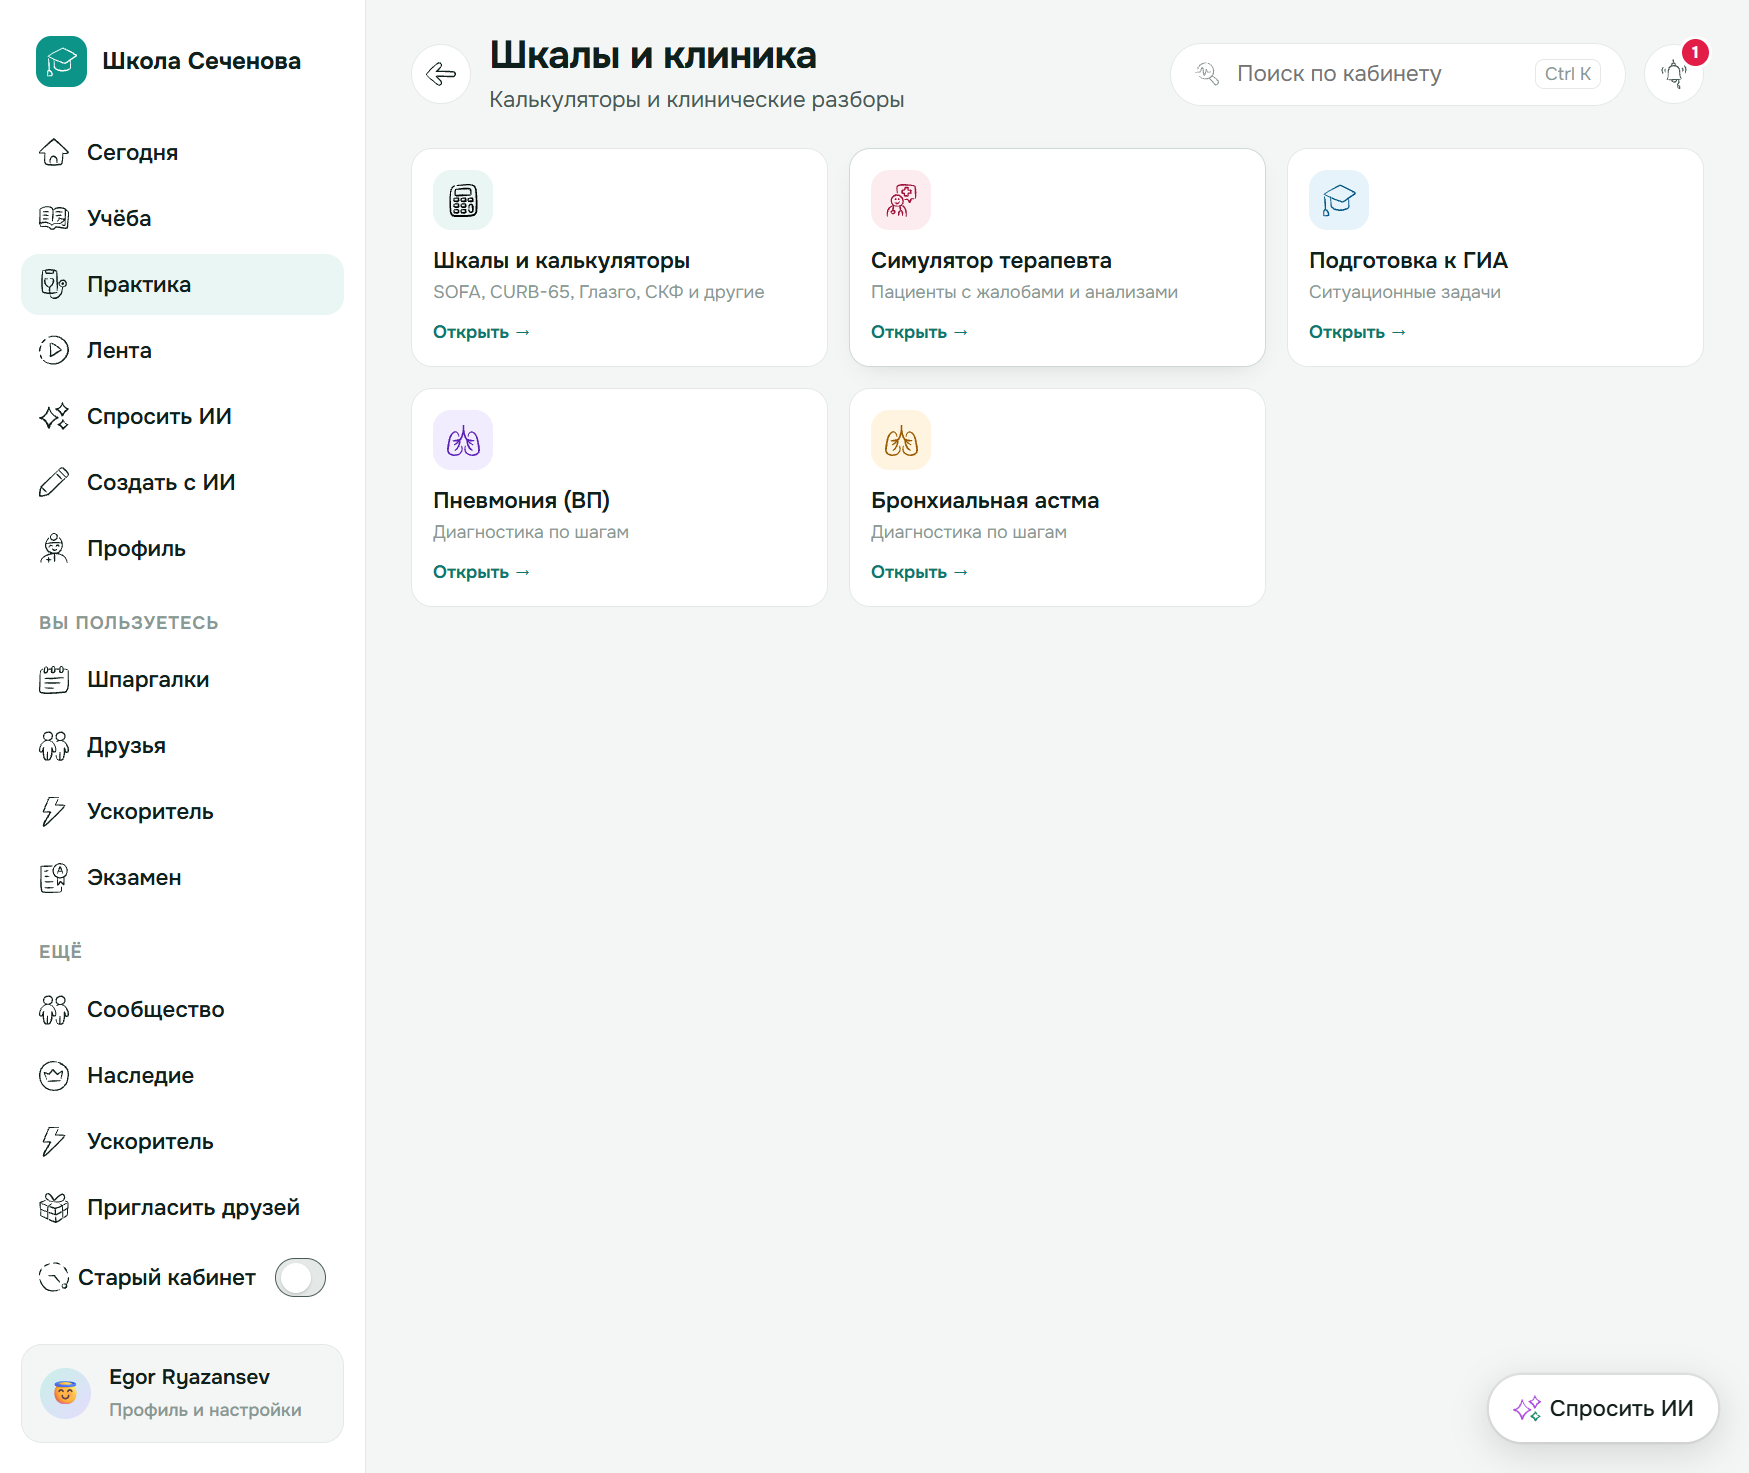 Школа Сеченова
Сегодня
Учёба
Практика
Лента
Спросить ИИ
Создать с ИИ
Профиль
ВЫ ПОЛЬЗУЕТЕСЬ
Шпаргалки
Друзья
Ускоритель
Экзамен
ЕЩЁ
Сообщество
Наследие
Ускоритель
Пригласить друзей
Старый кабинет
Egor Ryazansev
Профиль и настройки
Шкалы и клиника
Калькуляторы и клинические разборы
Поиск по кабинету
Ctrl K
1
Шкалы и калькуляторы
SOFA, CURB-65, Глазго, СКФ и другие
Открыть →
Симулятор терапевта
Пациенты с жалобами и анализами
Открыть →
Подготовка к ГИА
Ситуационные задачи
Открыть →
Пневмония (ВП)
Диагностика по шагам
Открыть →
Бронхиальная астма
Диагностика по шагам
Открыть →
Спросить ИИ